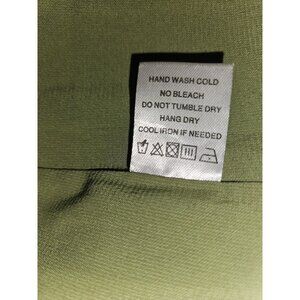 HAND WASH COLD
NO BLEACH
DO NOT TUMBLE DRY
HANG DRY
COOL IRON IF NEEDED